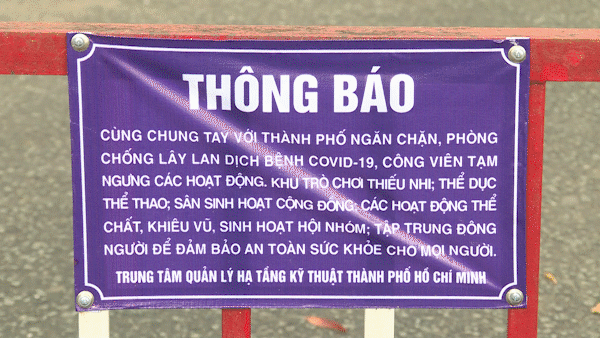 THÔNG BÁO
CÙNG CHUNG TAY VỚI THÀNH PHỐ NGĂN CHẶN, PHÒNG
CHỐNG LÂY LAN DỊCH BỆNH COVID-19, CÔNG VIÊN TẠM
NGƯNG CÁC HOẠT ĐỘNG. KHU TRÒ CHƠI THIẾU NHI; THỂ DỤC
THỂ THAO; SÂN SINH HOẠT CỘNG ĐỒNG; CÁC HOẠT ĐỘNG THỂ
CHẤT, KHIÊU VŨ, SINH HOẠT HỘI NHÓM; TẬP TRUNG ĐÔNG
NGƯỜI ĐỂ ĐẢM BẢO AN TOÀN SỨC KHỎE CHO MỌI NGƯỜI.
TRUNG TÂM QUẢN LÝ HẠ TẦNG KỸ THUẬT THÀNH PHỐ HỒ CHÍ MINH